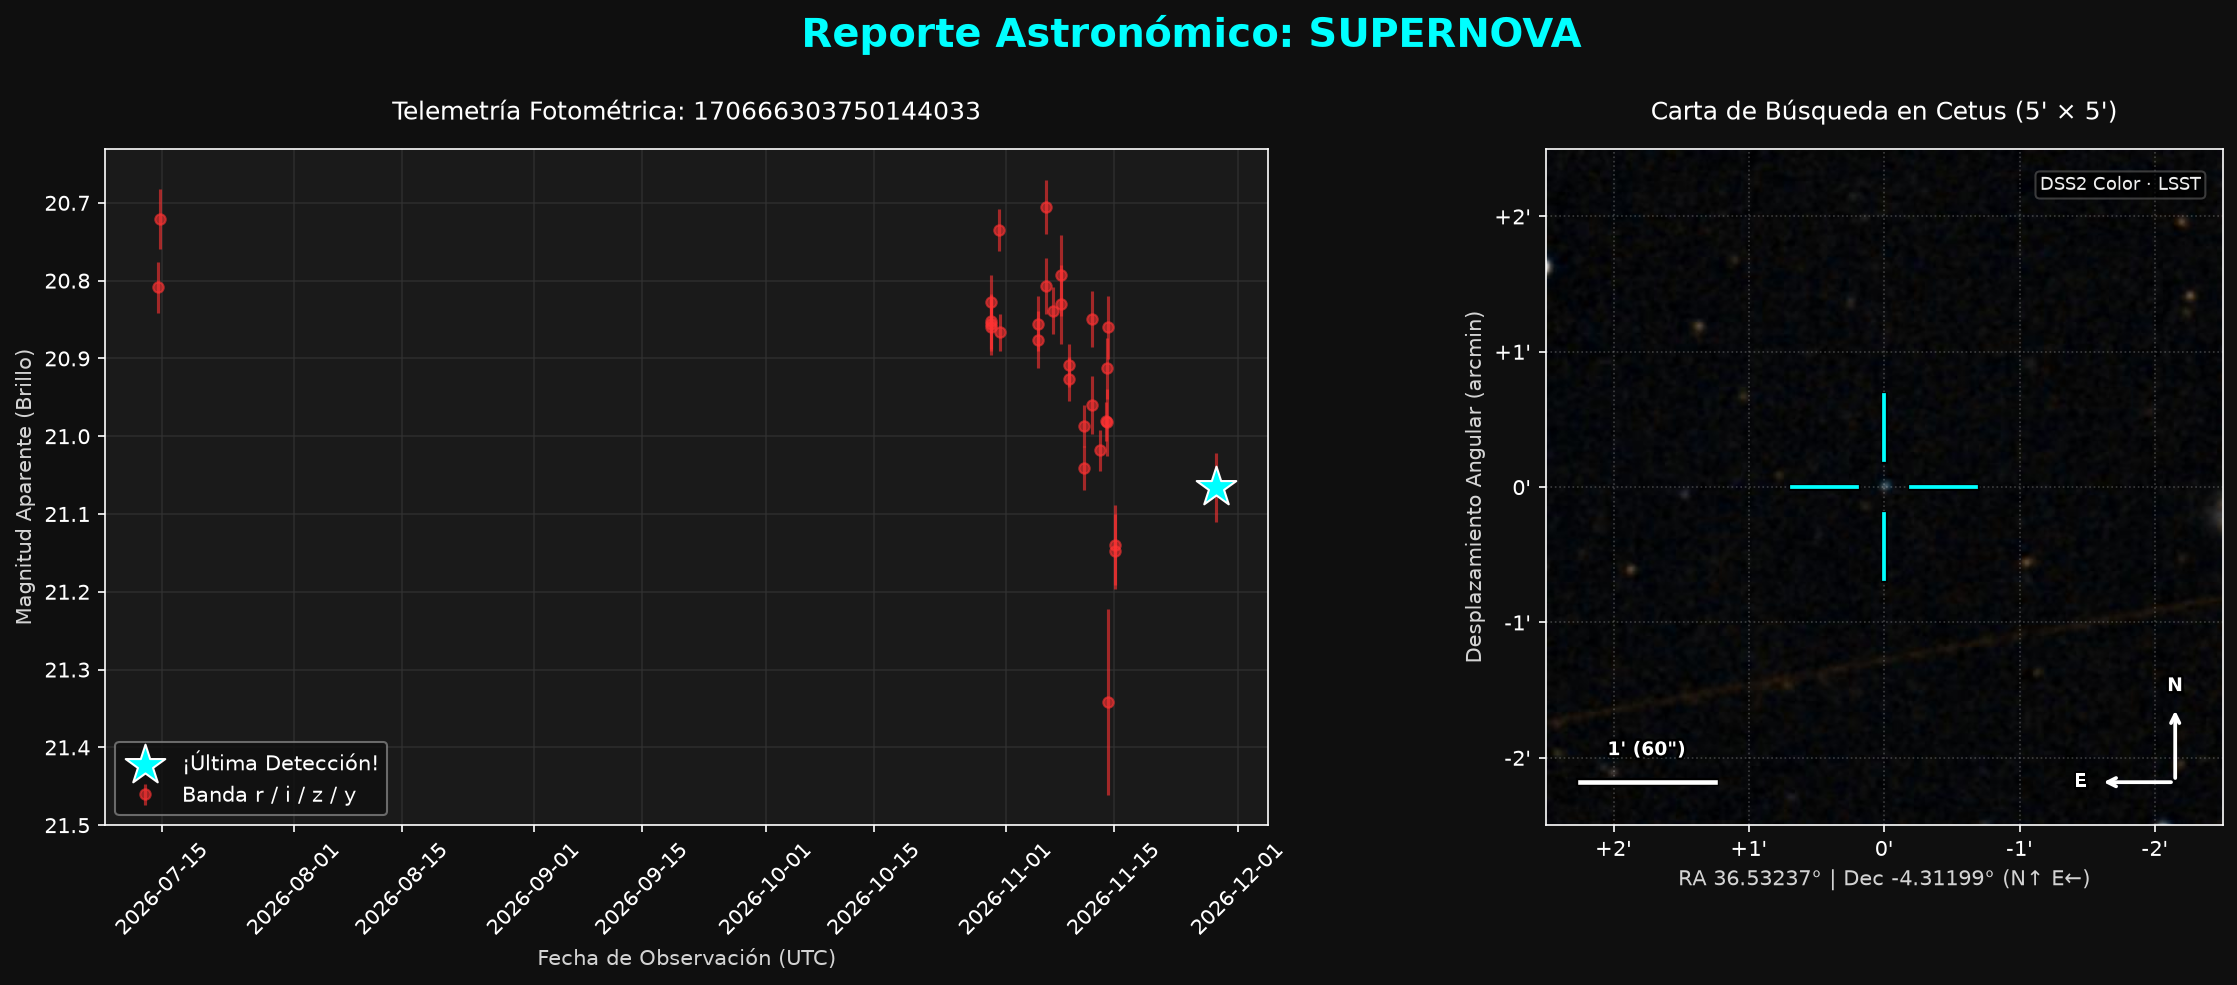 Reporte Astronómico: SUPERNOVA
Telemetría Fotométrica: 170666303750144033
Magnitud Aparente (Brillo)
20.7
20.8
20.9
21.0
21.1
21.2
21.3
21.4
21.5
¡Última Detección!
Banda r / i / z / y
2026-07-15
2026-08-01
2026-08-15
2026-09-01
2026-09-15
2026-10-01
2026-10-15
2026-11-01
2026-11-15
2026-12-01
Fecha de Observación (UTC)
Carta de Búsqueda en Cetus (5' × 5')
DSS2 Color · LSST
Desplazamiento Angular (arcmin)
+2'
+1'
0'
-1'
-2'
N
E
1' (60")
+2'
+1'
0'
-1'
-2'
RA 36.53237° | Dec -4.31199° (N↑ E←)